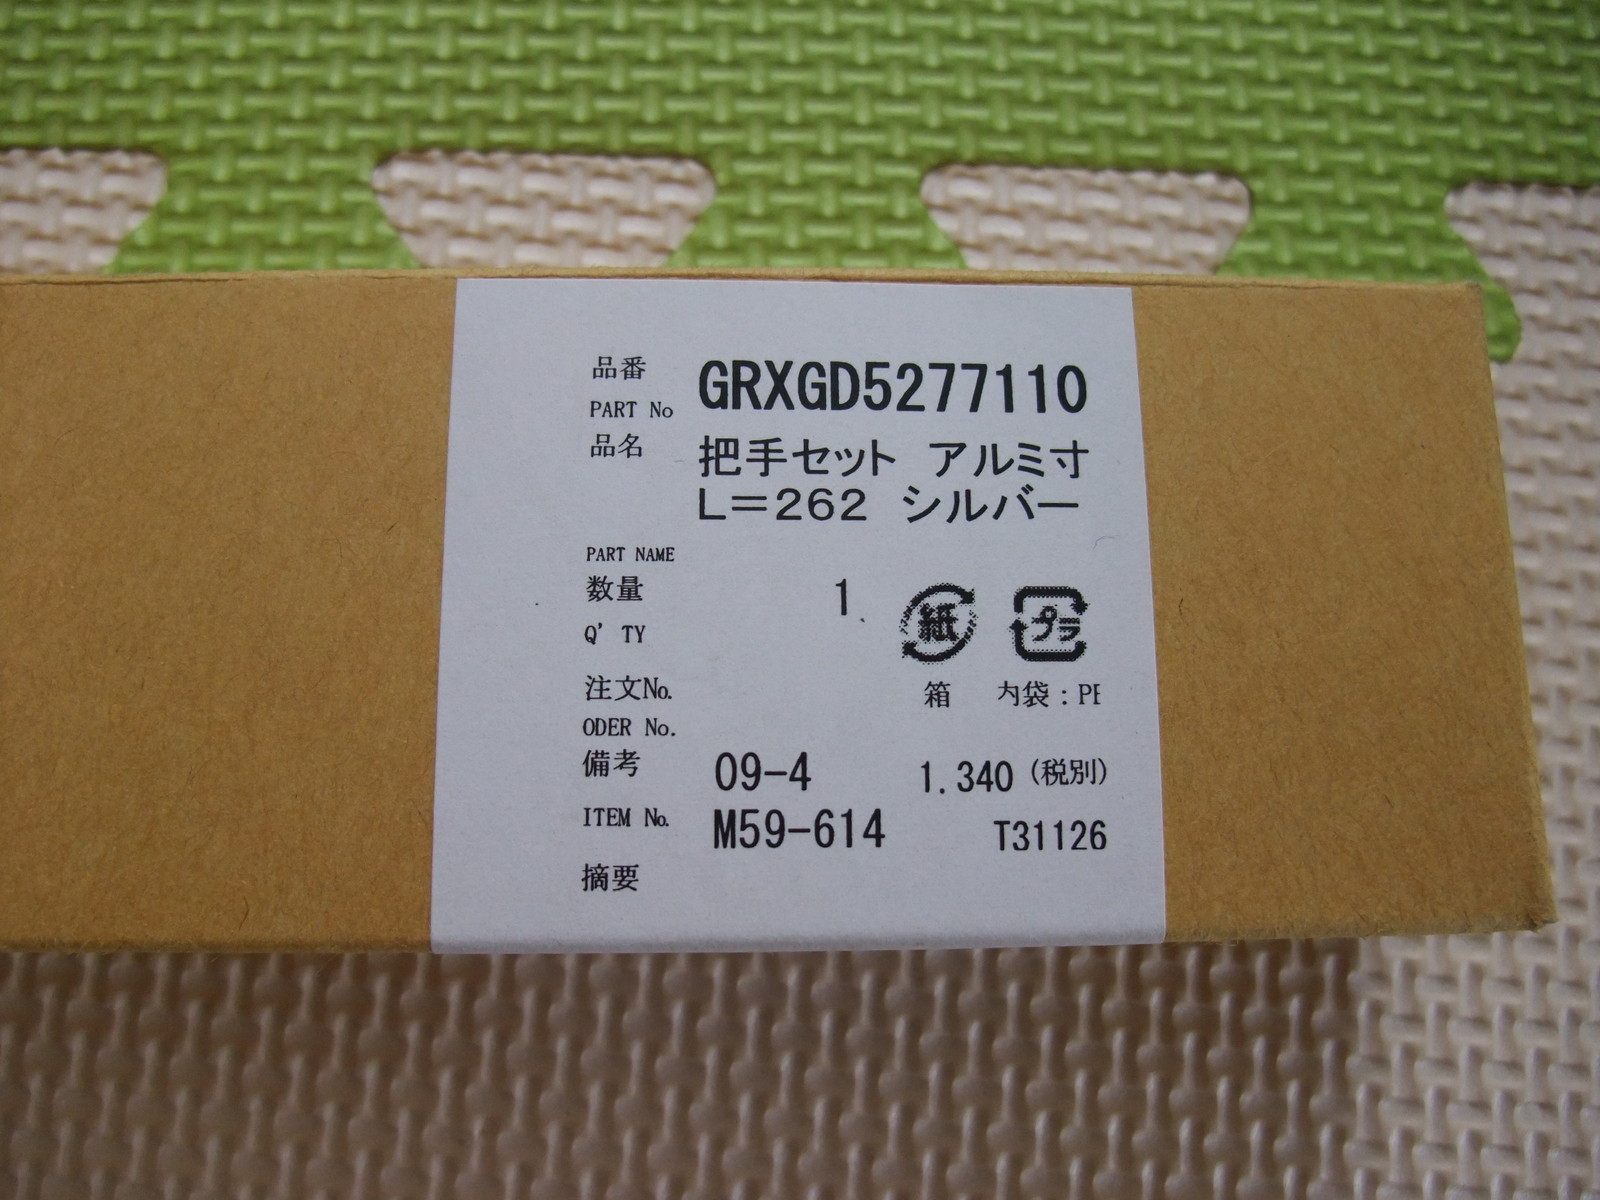 品番
PART No GRXGD5277110
品名 把手セット アルミ寸
L=262 シルバー
PART NAME
数量 1
Q' TY
紙 プラ
箱 内袋:PE
注文No.
ODER No.
備考 09-4 1.340 (税別)
ITEM No. M59-614 T31126
摘要